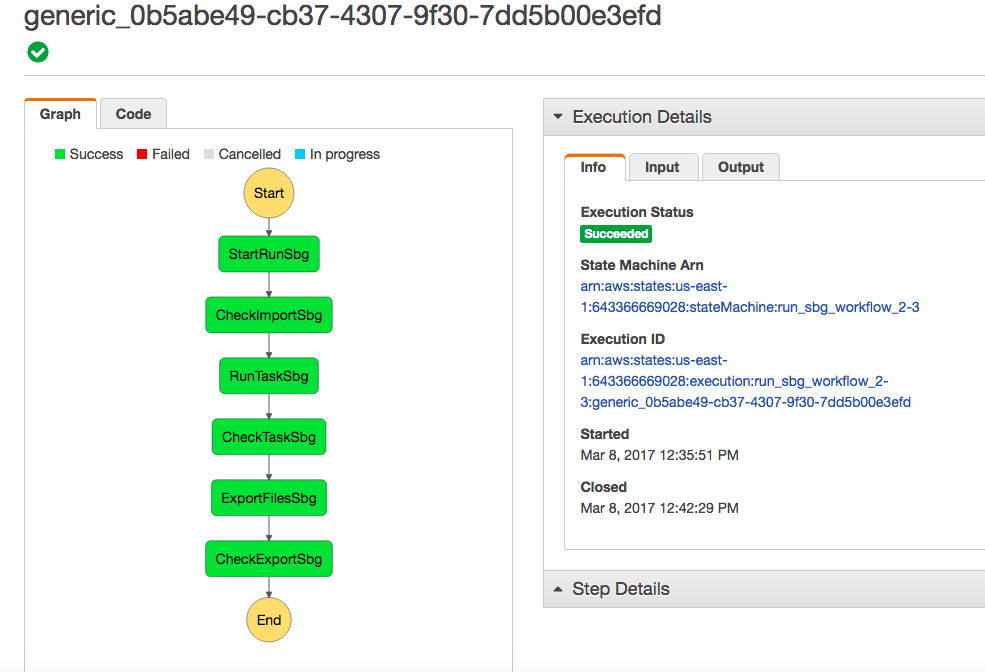 generic_0b5abe49-cb37-4307-9f30-7dd5b00e3efd
Graph
Code
Success
Failed
Cancelled
In progress
Start
StartRunSbg
CheckImportSbg
RunTaskSbg
CheckTaskSbg
ExportFilesSbg
CheckExportSbg
End
Execution Details
Info
Input
Output
Execution Status
Succeeded
State Machine Arn
arn:aws:states:us-east-
1:643366669028:stateMachine:run_sbg_workflow_2-3
Execution ID
arn:aws:states:us-east-
1:643366669028:execution:run_sbg_workflow_2-
3:generic_0b5abe49-cb37-4307-9f30-7dd5b00e3efd
Started
Mar 8, 2017 12:35:51 PM
Closed
Mar 8, 2017 12:42:29 PM
Step Details